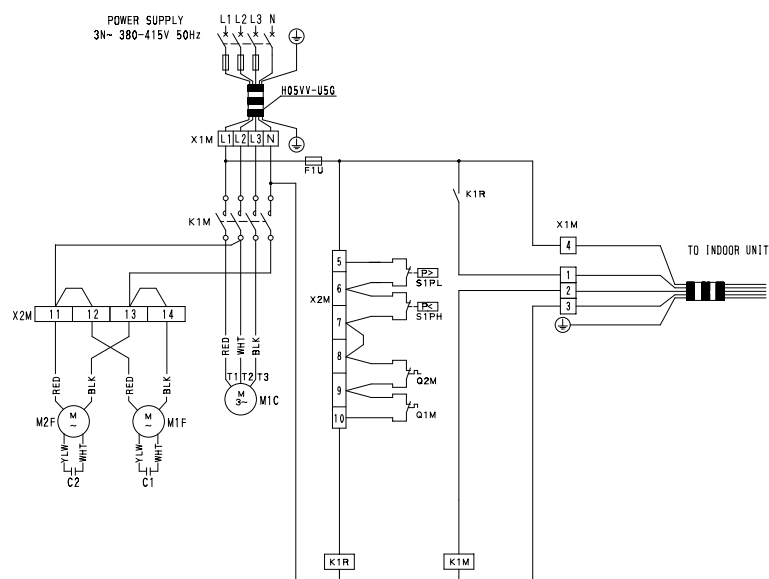 POWER SUPPLY
3N~ 380-415V 50Hz
L1 L2 L3 N
H05VV-U5G
X1M L1 L2 L3 N
F1U
K1R
K1M
X1M
4
TO INDOOR UNIT
1
2
3
X2M
5
6
7
8
9
10
P>
S1PL
P<
S1PH
Q2M
Q1M
X2M 11 12 13 14
RED
BLK
RED
BLK
RED
WHT
BLK
T1 T2 T3
M
3~
M1C
M2F
M
~
M
~
M1F
YLW
WHT
YLW
WHT
C2
C1
K1R
K1M